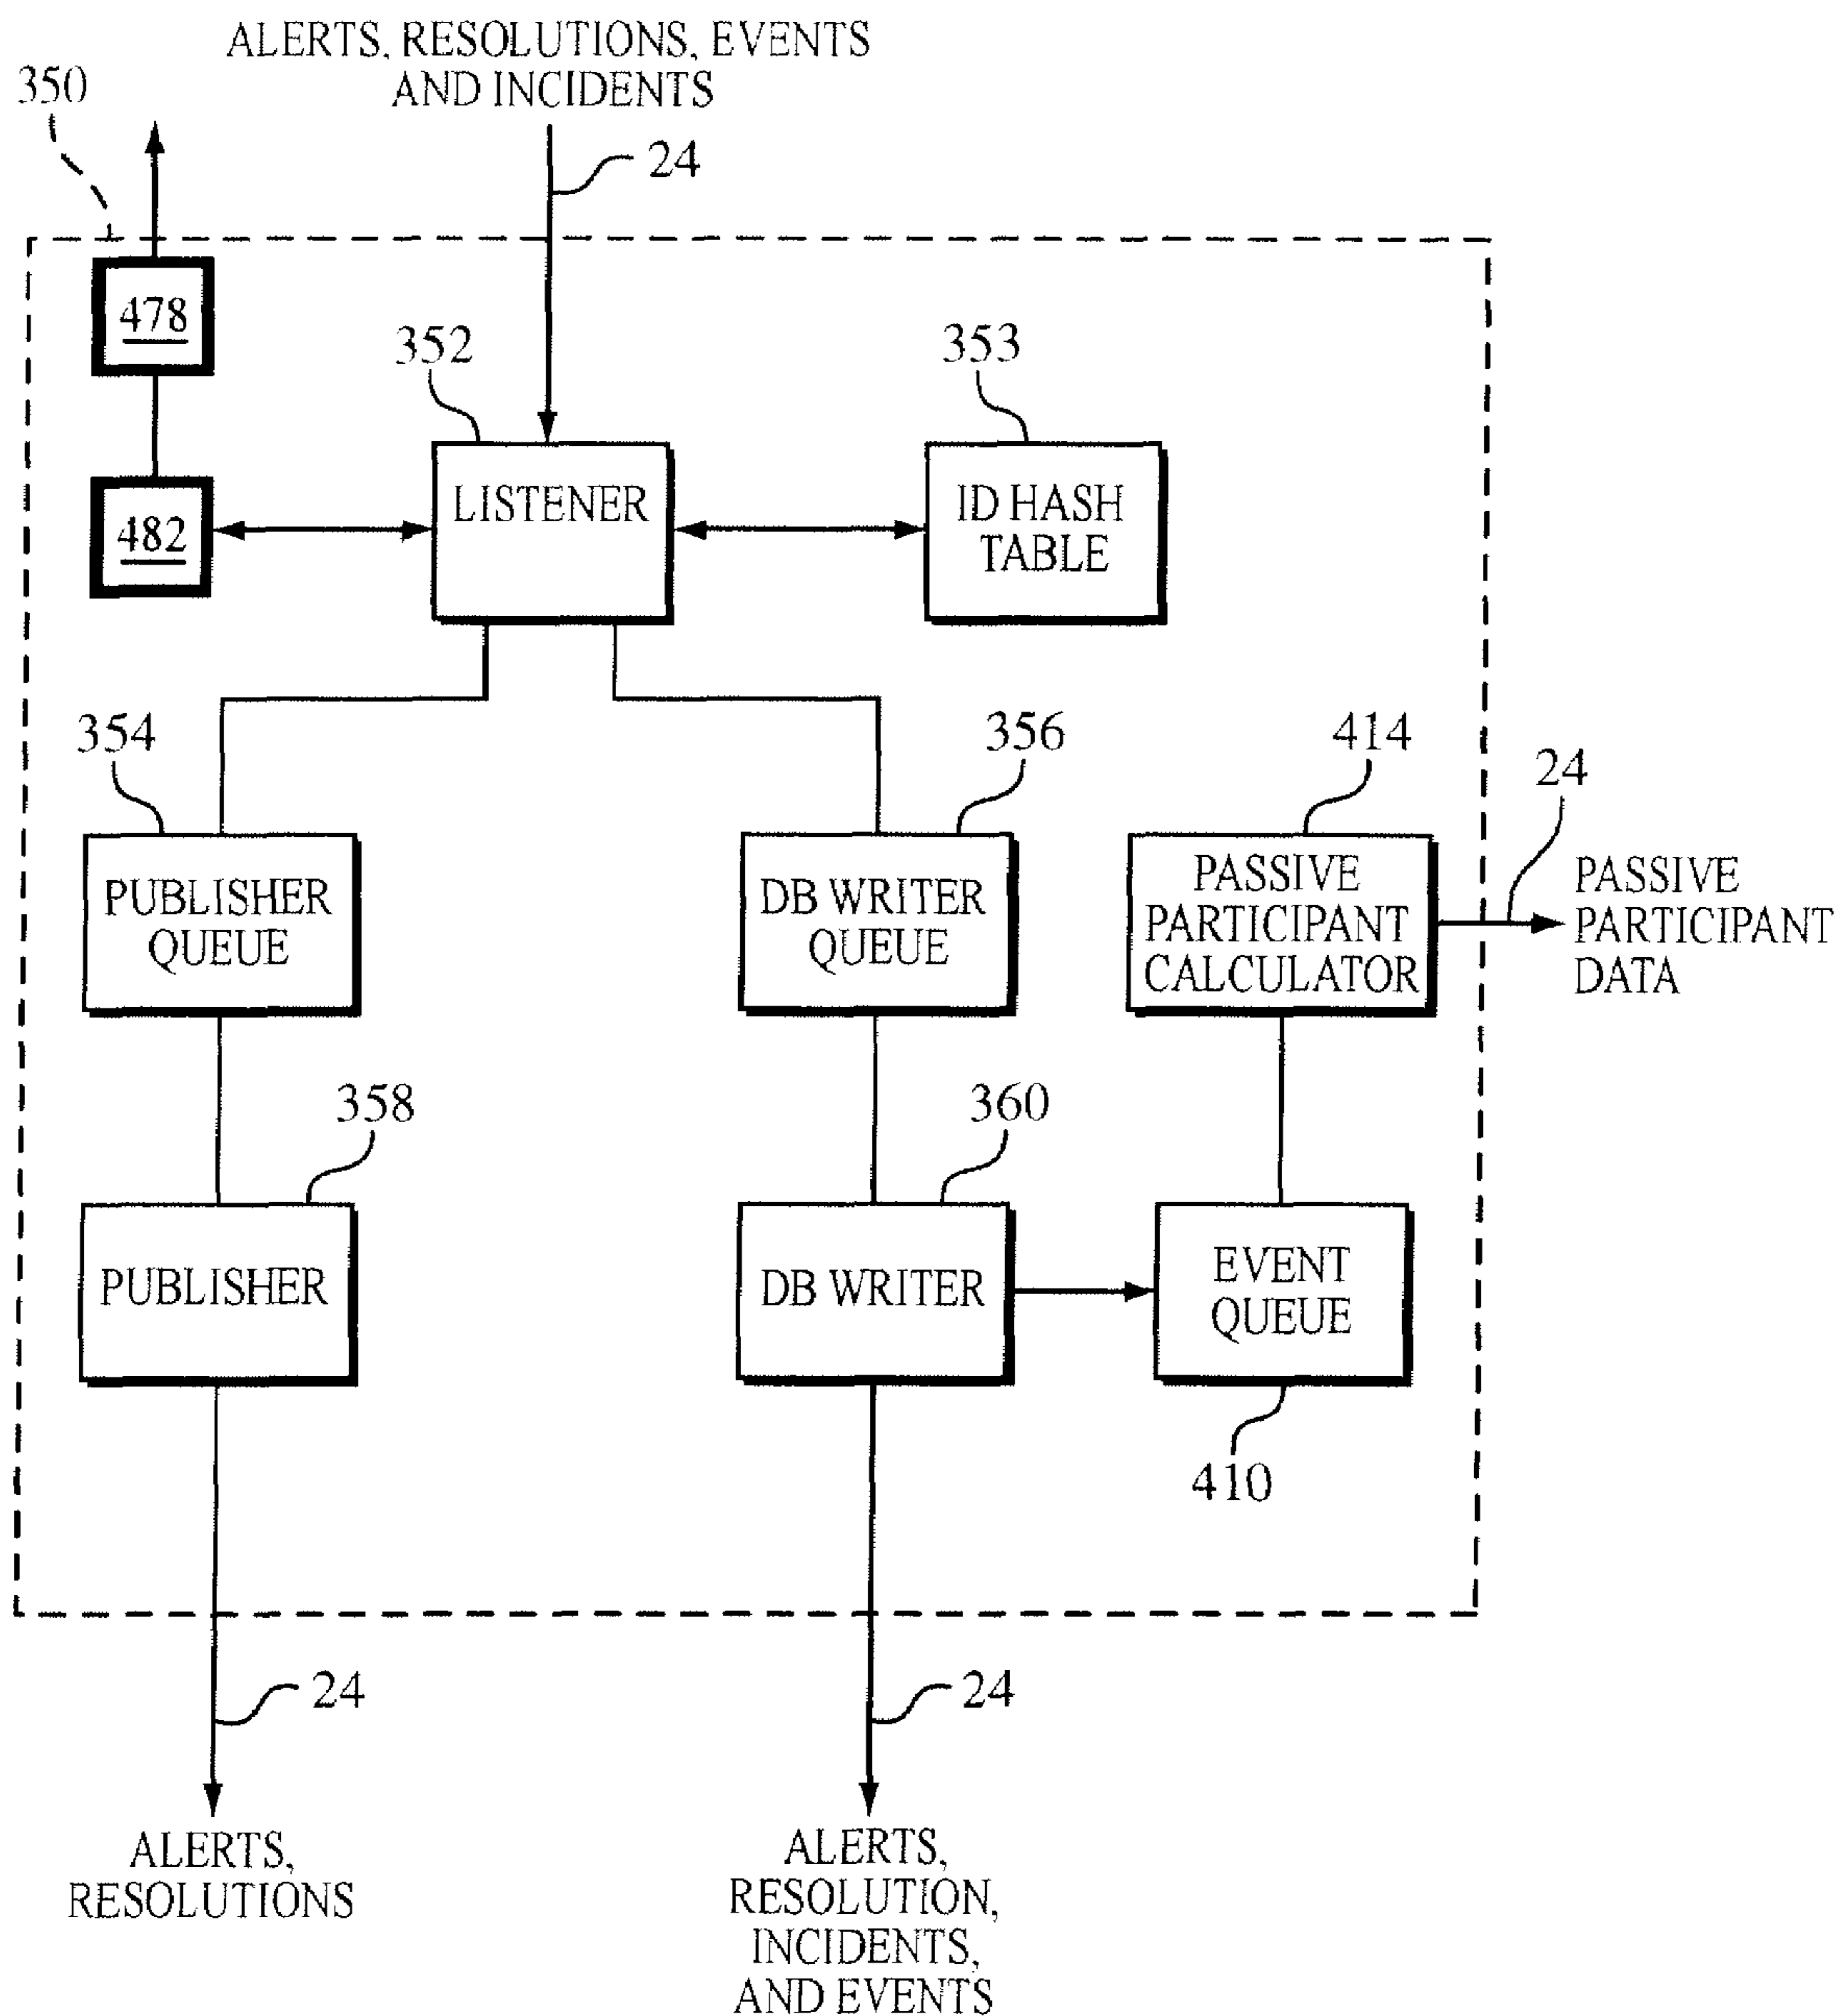 ALERTS, RESOLUTIONS, EVENTS
AND INCIDENTS
350
24
478
352
353
LISTENER
ID HASH
TABLE
482
354
356
414
24
PUBLISHER
QUEUE
DB WRITER
QUEUE
PASSIVE
PARTICIPANT
CALCULATOR
PASSIVE
PARTICIPANT
DATA
358
360
PUBLISHER
DB WRITER
EVENT
QUEUE
410
24
24
ALERTS,
RESOLUTIONS
ALERTS,
RESOLUTION,
INCIDENTS,
AND EVENTS